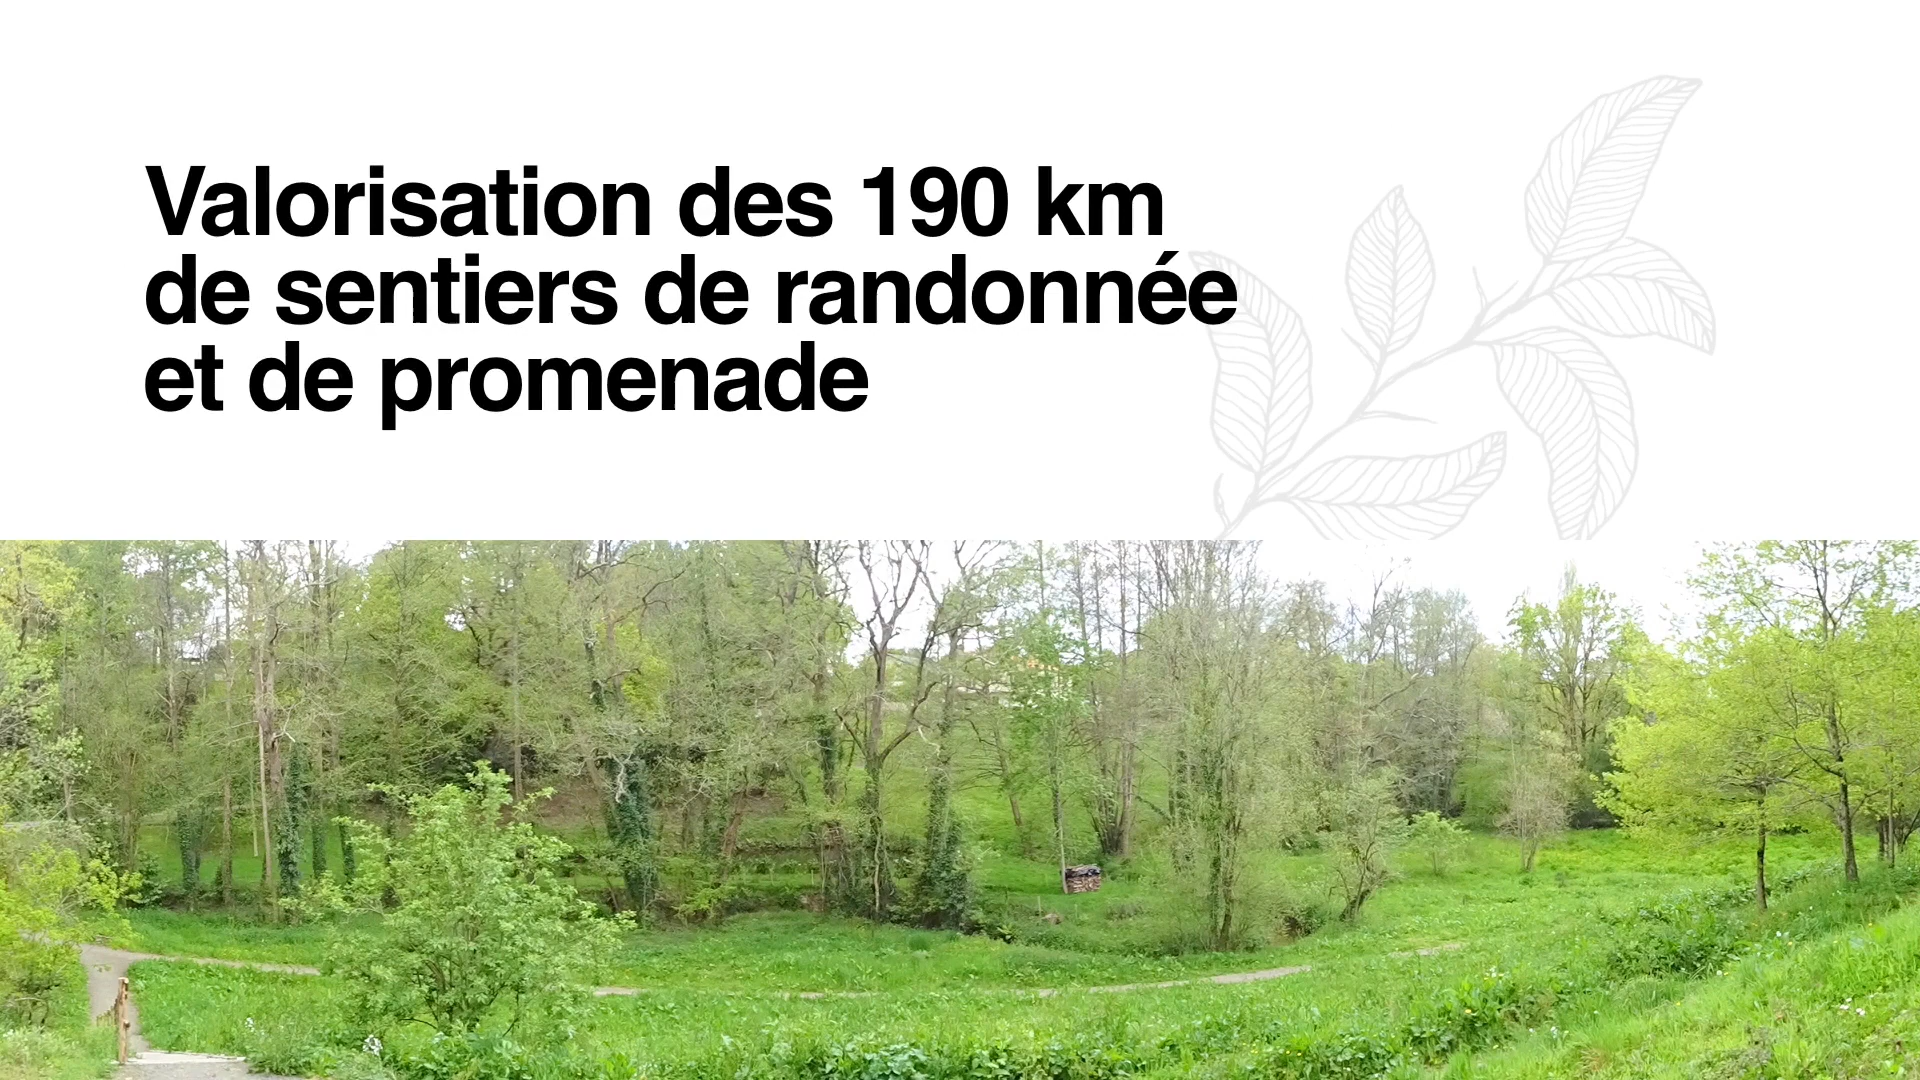 Valorisation des 190 km
de sentiers de randonnée
et de promenade